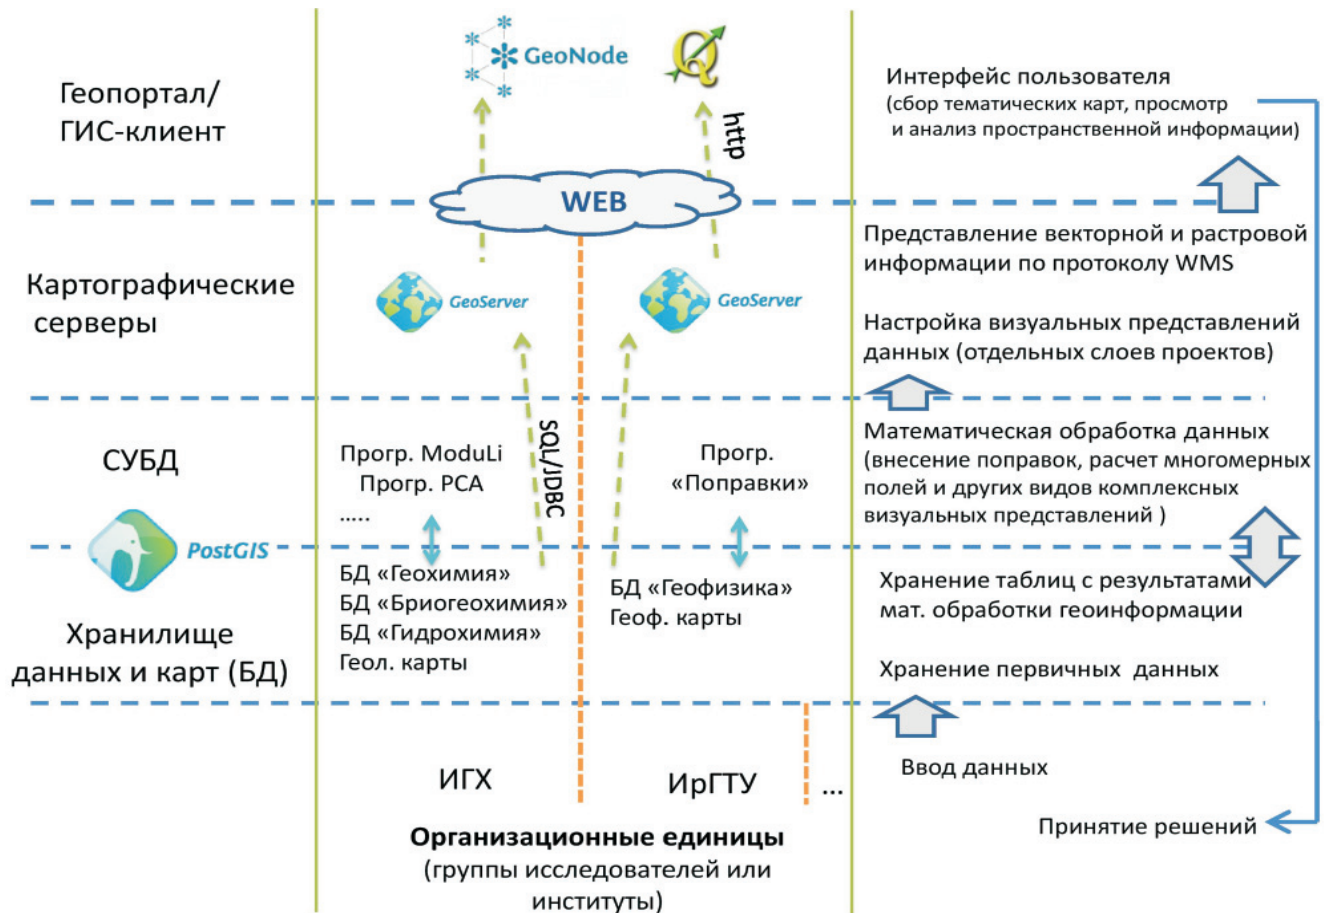 GeoNode
Q
Геопортал/
ГИС-клиент
http
Интерфейс пользователя
(сбор тематических карт, просмотр
и анализ пространственной информации)
WEB
Картографические
серверы
GeoServer
GeoServer
Представление векторной и растровой
информации по протоколу WMS
Настройка визуальных представлений
данных (отдельных слоев проектов)
СУБД
Прогр. ModuLi
Прогр. PCA
.....
SQL/JDBC
Прогр.
«Поправки»
Математическая обработка данных
(внесение поправок, расчет многомерных
полей и других видов комплексных
визуальных представлений )
PostGIS
Хранилище
данных и карт (БД)
БД «Геохимия»
БД «Бриогеохимия»
БД «Гидрохимия»
Геол. карты
БД «Геофизика»
Геоф. карты
Хранение таблиц с результатами
мат. обработки геоинформации
Хранение первичных данных
ИГХ
ИрГТУ
...
Ввод данных
Организационные единицы
(группы исследователей или
институты)
Принятие решений